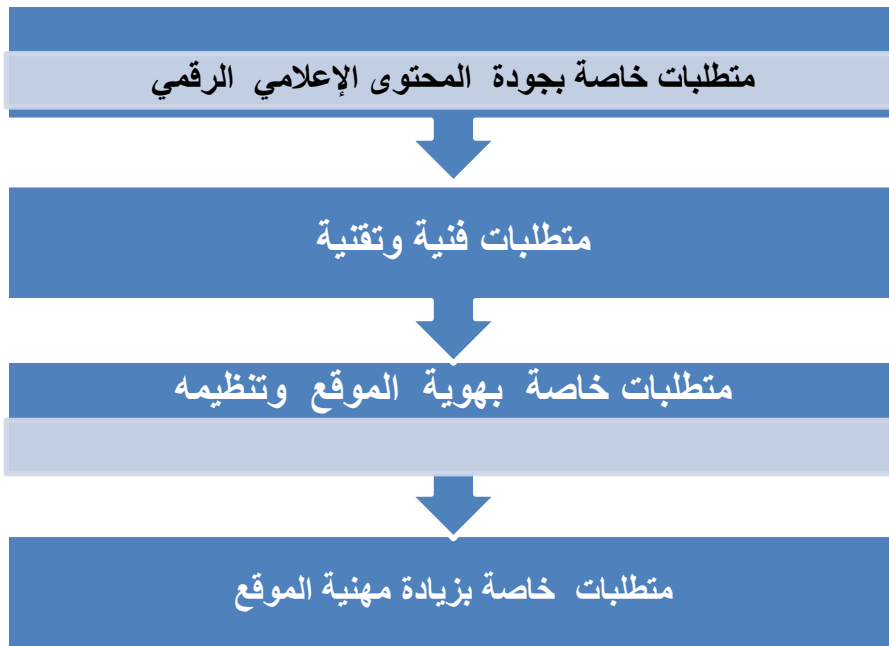 متطلبات خاصة بجودة المحتوى الإعلامي الرقمي
متطلبات فنية وتقنية
متطلبات خاصة بهوية الموقع وتنظيمه
متطلبات خاصة بزيادة مهنية الموقع